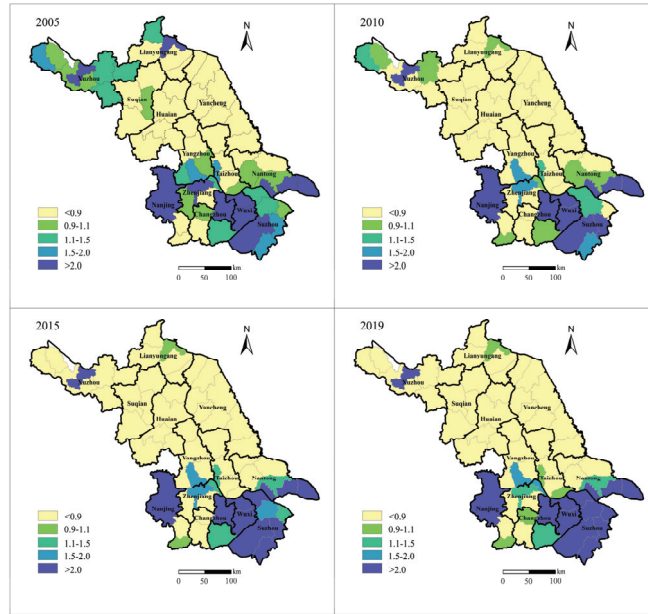 2005
N
Lianyungang
Xuzhou
Suqian
Huaian
Yancheng
Yangzhou
Taizhou
Nantong
Zhenjiang
Nanjing
Changzhou
Wuxi
Suzhou
<0.9
0.9-1.1
1.1-1.5
1.5-2.0
>2.0
0 50 100
km
2010
N
Lianyungang
Xuzhou
Suqian
Huaian
Yancheng
Yangzhou
Taizhou
Nantong
Zhenjiang
Nanjing
Changzhou
Wuxi
Suzhou
<0.9
0.9-1.1
1.1-1.5
1.5-2.0
>2.0
0 50 100
km
2015
N
Lianyungang
Xuzhou
Suqian
Huaian
Yancheng
Yangzhou
Taizhou
Nantong
Zhenjiang
Nanjing
Changzhou
Wuxi
Suzhou
<0.9
0.9-1.1
1.1-1.5
1.5-2.0
>2.0
0 50 100
km
2019
N
Lianyungang
Xuzhou
Suqian
Huaian
Yancheng
Yangzhou
Taizhou
Nantong
Zhenjiang
Nanjing
Changzhou
Wuxi
Suzhou
<0.9
0.9-1.1
1.1-1.5
1.5-2.0
>2.0
0 50 100
km